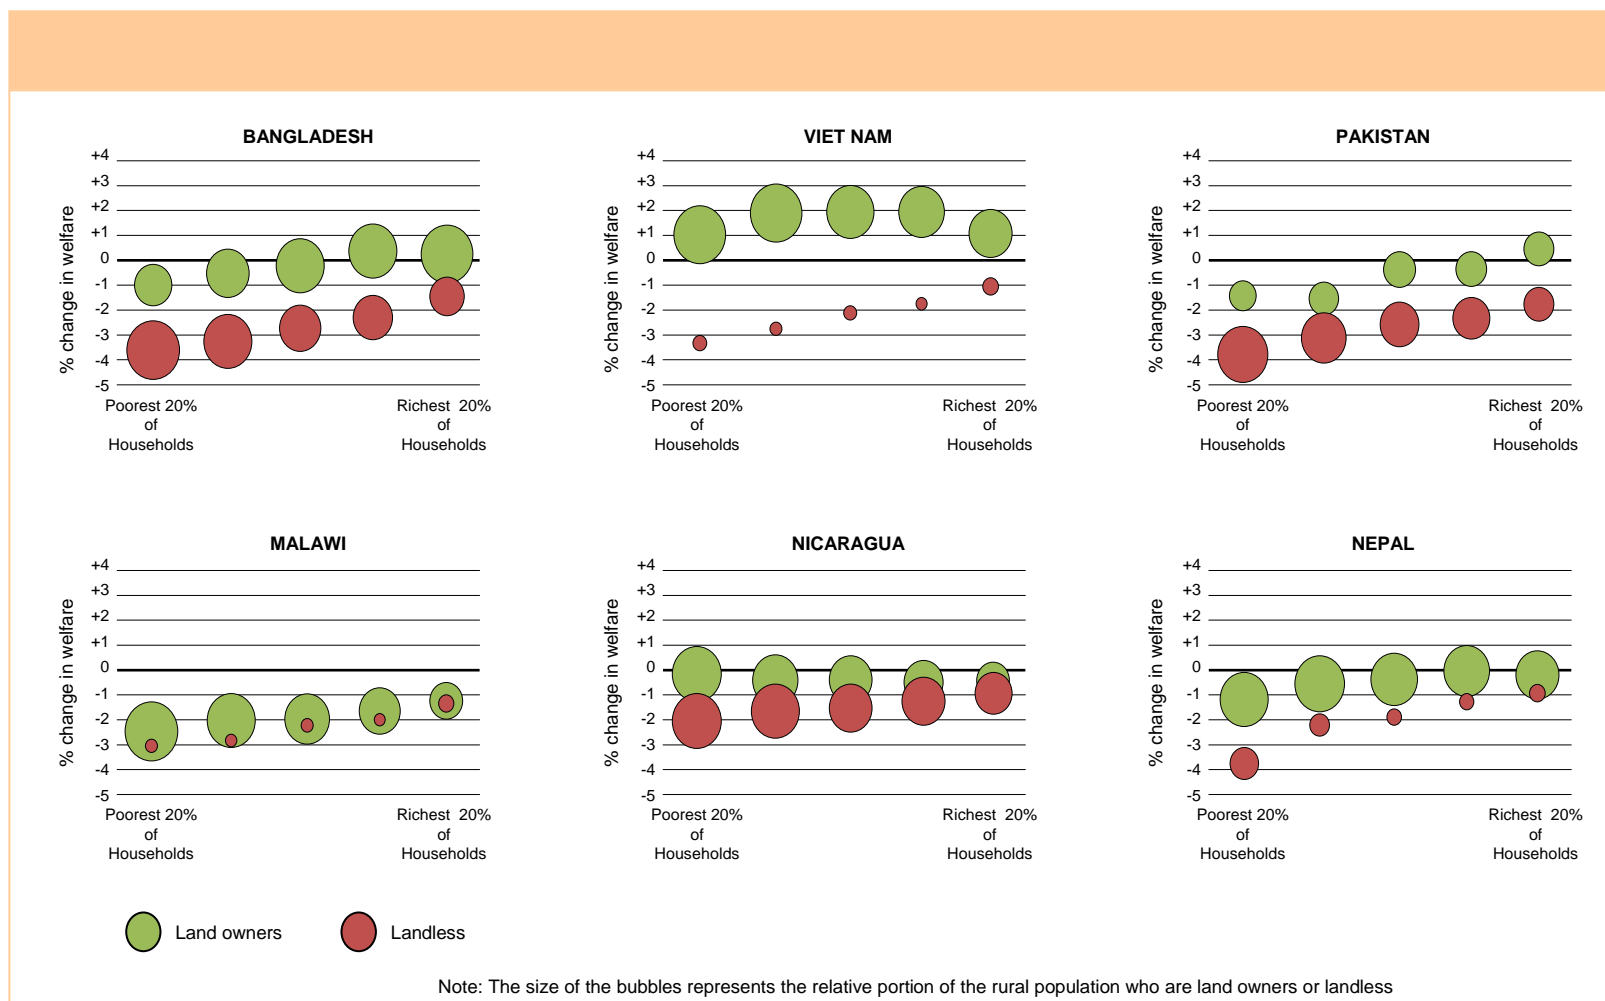 BANGLADESH
+4
+3
+2
+1
0
-1
-2
-3
-4
-5
% change in welfare
Poorest 20%
of
Households
Richest 20%
of
Households
VIET NAM
+4
+3
+2
+1
0
-1
-2
-3
-4
-5
% change in welfare
Poorest 20%
of
Households
Richest 20%
of
Households
PAKISTAN
+4
+3
+2
+1
0
-1
-2
-3
-4
-5
% change in welfare
Poorest 20%
of
Households
Richest 20%
of
Households
MALAWI
+4
+3
+2
+1
0
-1
-2
-3
-4
-5
% change in welfare
Poorest 20%
of
Households
Richest 20%
of
Households
NICARAGUA
+4
+3
+2
+1
0
-1
-2
-3
-4
-5
% change in welfare
Poorest 20%
of
Households
Richest 20%
of
Households
NEPAL
+4
+3
+2
+1
0
-1
-2
-3
-4
-5
% change in welfare
Poorest 20%
of
Households
Richest 20%
of
Households
Land owners
Landless
Note: The size of the bubbles represents the relative portion of the rural population who are land owners or landless